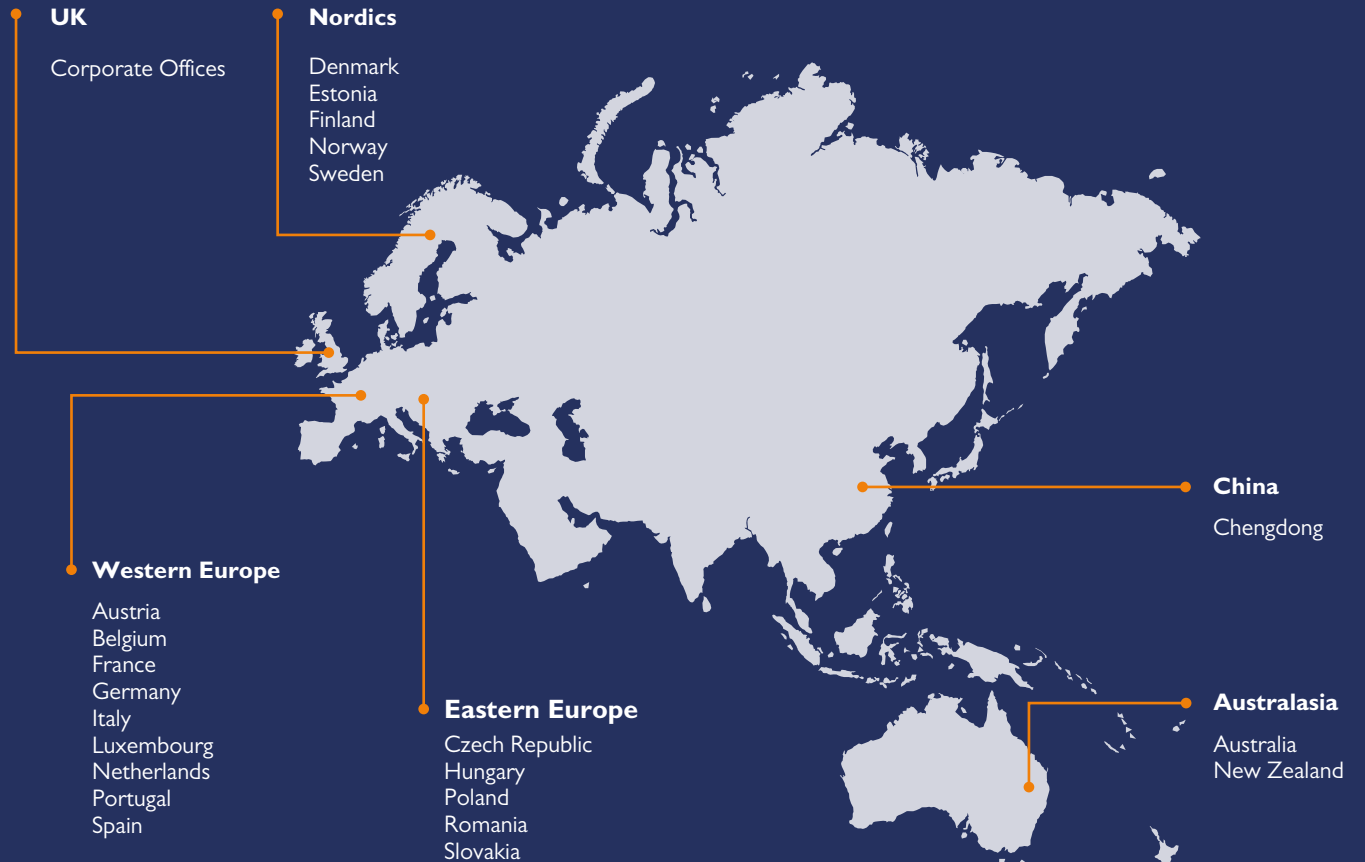 UK
Corporate Offices
Nordics
Denmark
Estonia
Finland
Norway
Sweden
China
Chengdong
Western Europe
Austria
Belgium
France
Germany
Italy
Luxembourg
Netherlands
Portugal
Spain
Eastern Europe
Czech Republic
Hungary
Poland
Romania
Slovakia
Australasia
Australia
New Zealand